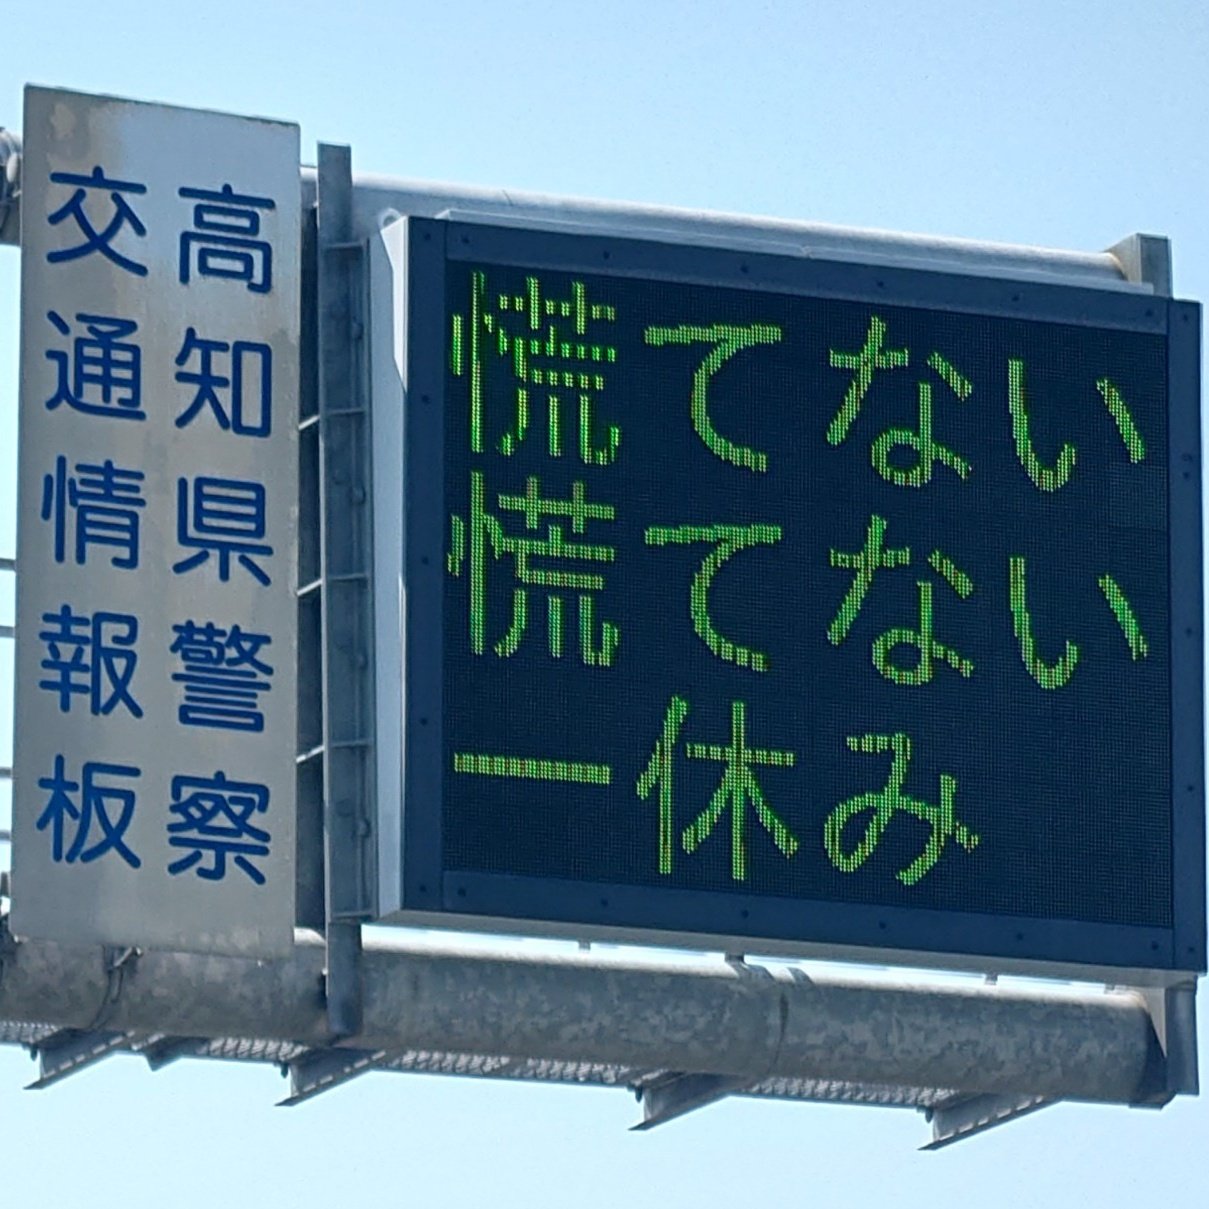 高知県警察
交通情報板
慌てない
慌てない
一休み